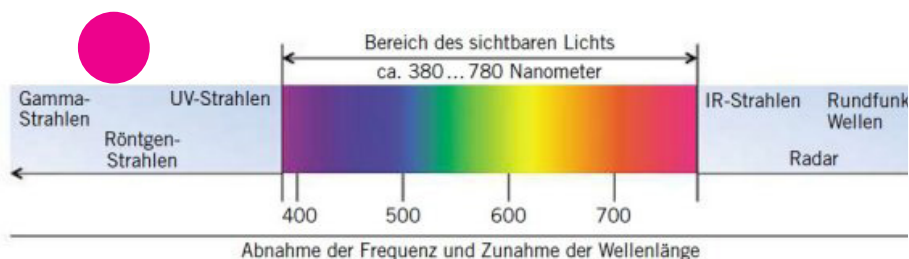 Bereich des sichtbaren Lichts
ca. 380...780 Nanometer
Gamma-
Strahlen
UV-Strahlen
Röntgen-
Strahlen
IR-Strahlen
Rundfunk
Wellen
Radar
400
500
600
700
Abnahme der Frequenz und Zunahme der Wellenlänge